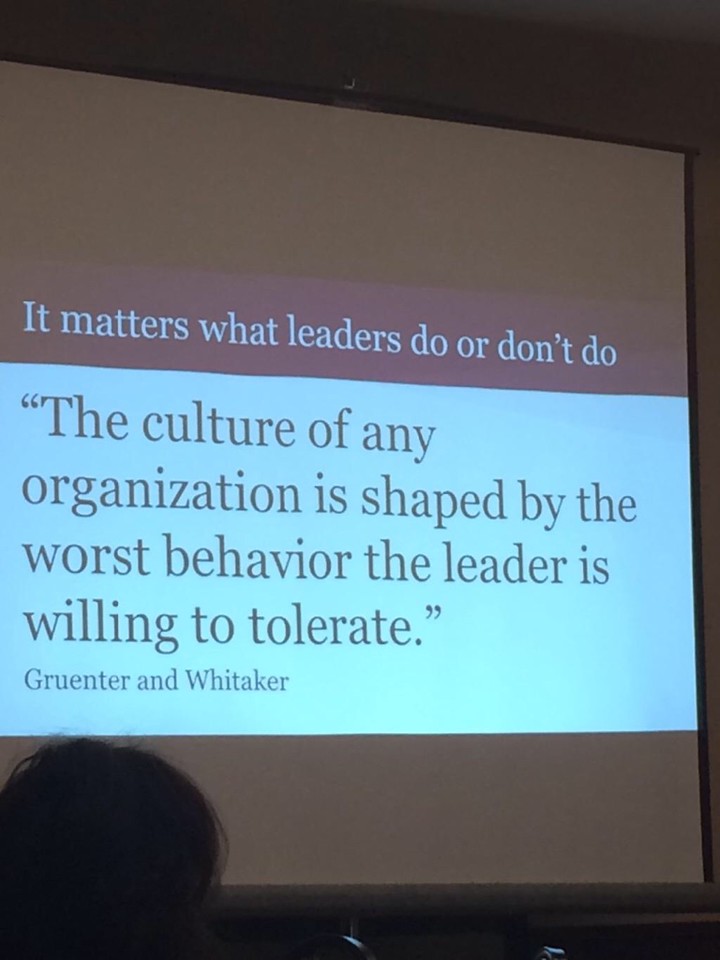 It matters what leaders do or don’t do
“The culture of any
organization is shaped by the
worst behavior the leader is
willing to tolerate.”
Gruenter and Whitaker